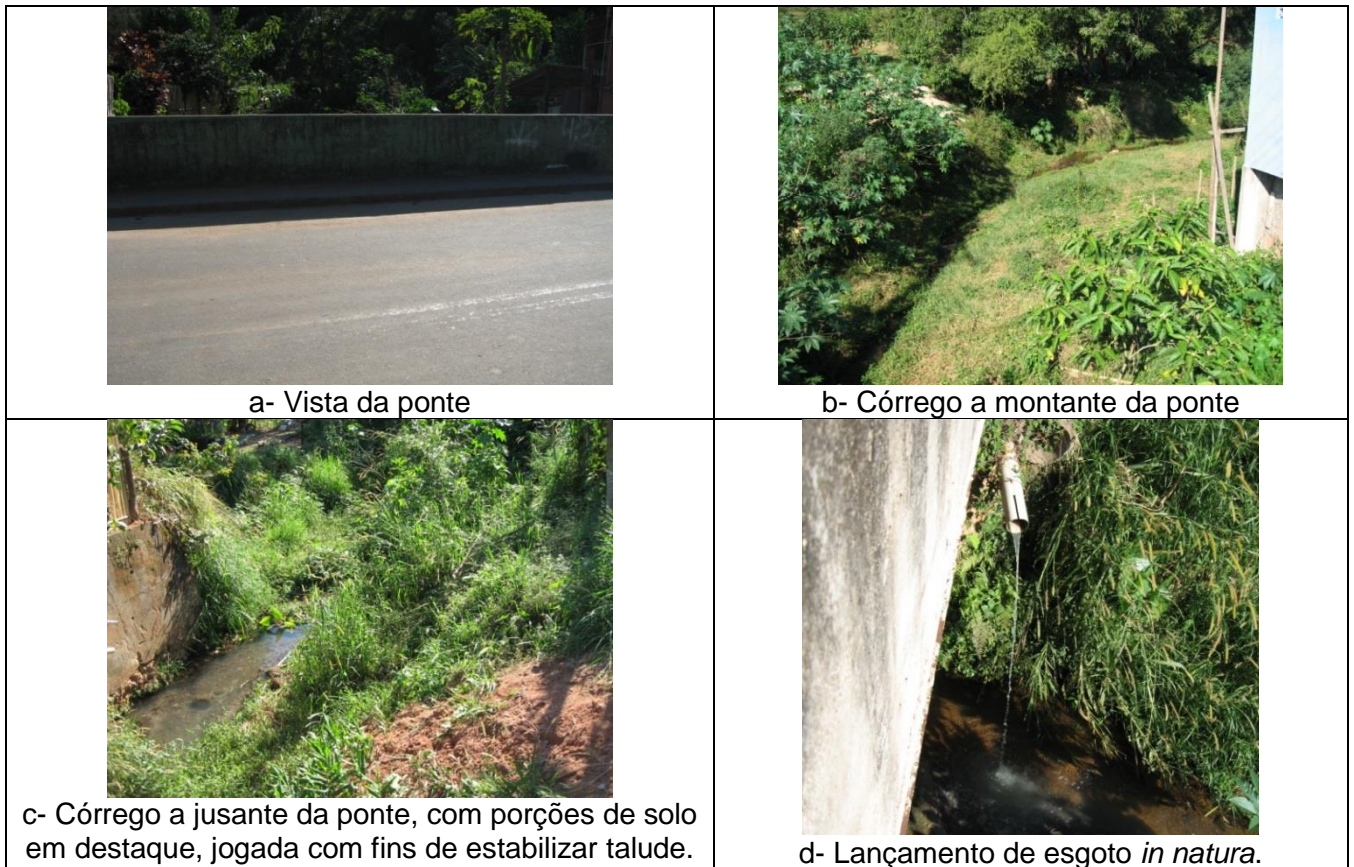 a- Vista da ponte
b- Córrego a montante da ponte
c- Córrego a jusante da ponte, com porções de solo
em destaque, jogada com fins de estabilizar talude.
d- Lançamento de esgoto in natura.